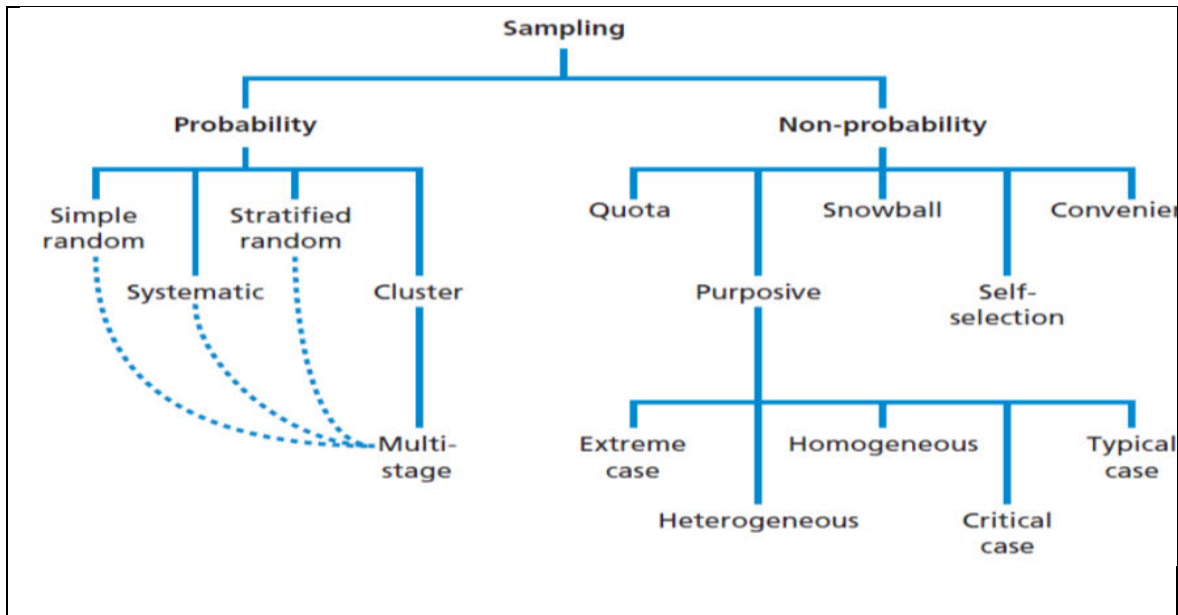 Sampling
Probability
Non-probability
Simple
random
Stratified
random
Systematic
Cluster
Multi-
stage
Quota
Snowball
Convenien
Purposive
Self-
selection
Extreme
case
Homogeneous
Typical
case
Heterogeneous
Critical
case